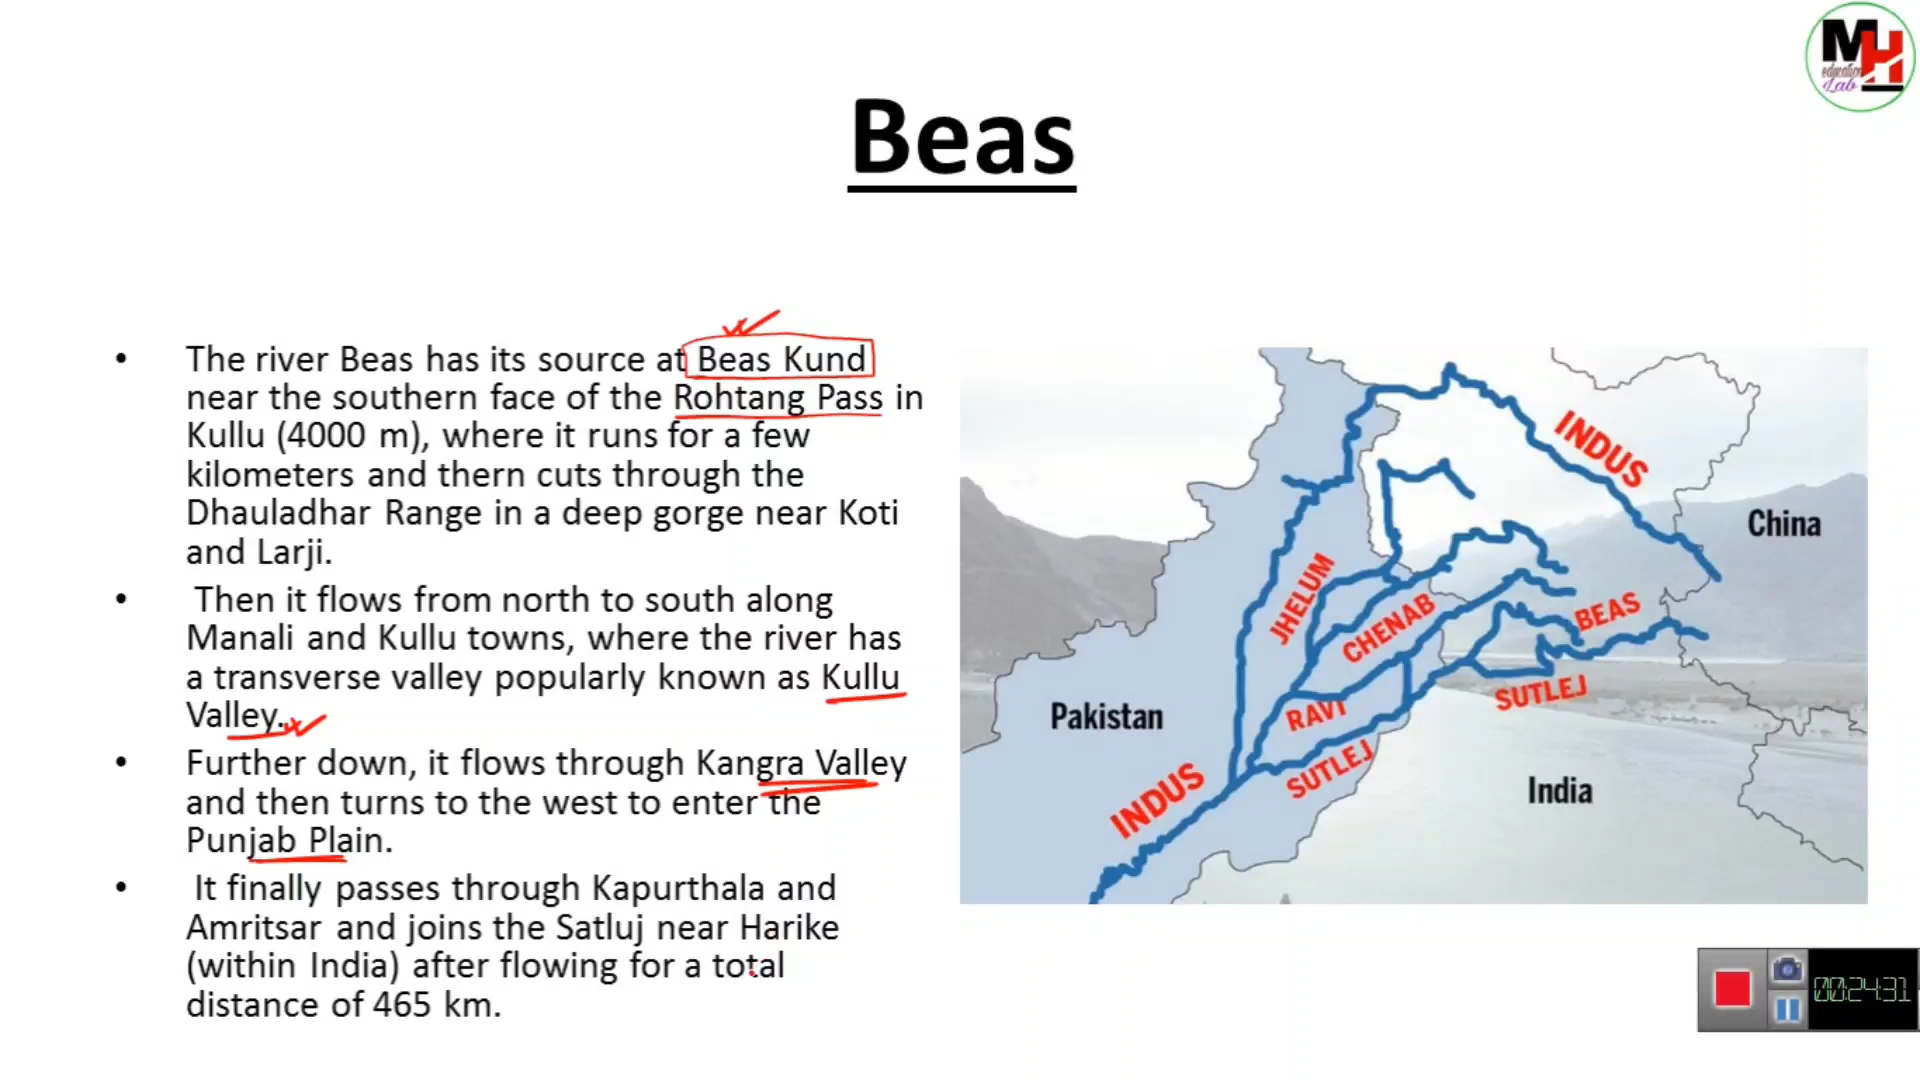 MH
education
Lab
Beas
• The river Beas has its source at Beas Kund
near the southern face of the Rohtang Pass in
Kullu (4000 m), where it runs for a few
kilometers and thern cuts through the
Dhauladhar Range in a deep gorge near Koti
and Larji.
• Then it flows from north to south along
Manali and Kullu towns, where the river has
a transverse valley popularly known as Kullu
Valley.
• Further down, it flows through Kangra Valley
and then turns to the west to enter the
Punjab Plain.
• It finally passes through Kapurthala and
Amritsar and joins the Satluj near Harike
(within India) after flowing for a total
distance of 465 km.
INDUS
China
JHELUM
CHENAB
BEAS
SUTLEJ
Pakistan
RAVI
SUTLEJ
INDUS
India
00:24:31